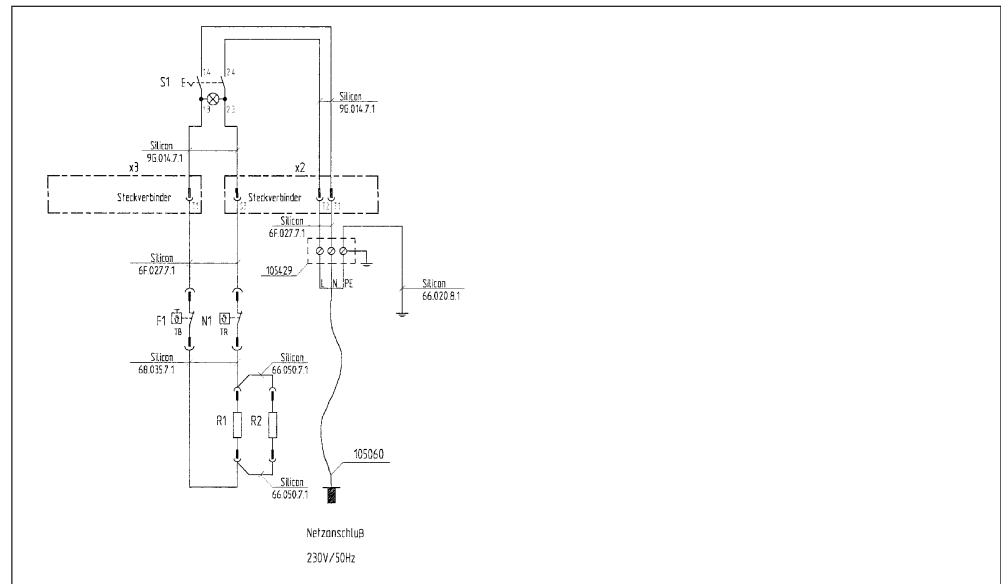 14 24
S1 E
13 23
Silicon
9G.014.7.1
Silicon
9G.014.7.1
x3 x2
Steckverbinder Steckverbinder
T2 T1
Silicon
6F.027.7.1
Silicon
6F.027.7.1
105429
L N PE
Silicon
66.020.8.1
F1 N1
TB TR
Silicon
68.035.7.1
Silicon
66.050.7.1
R1 R2
105060
Silicon
66.050.7.1
Netzanschluß
230V/50Hz